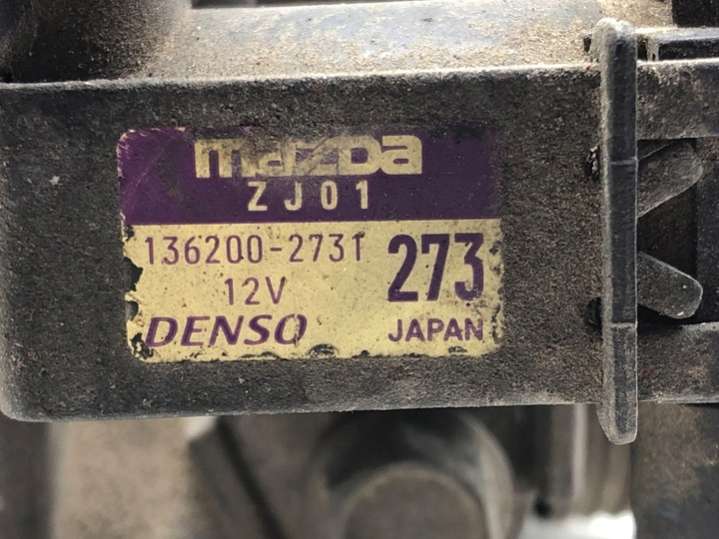 mazda
ZJ01
136200-2731
273
12V
DENSO
JAPAN